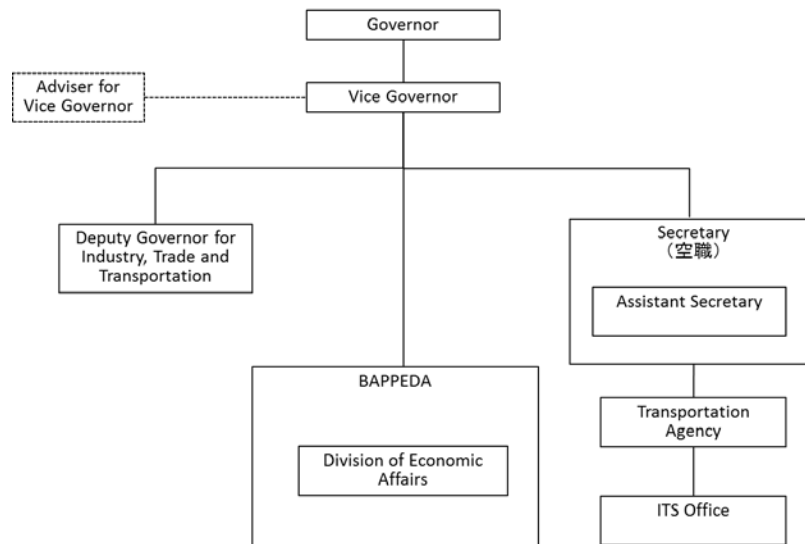 Governor
Adviser for
Vice Governor
Vice Governor
Deputy Governor for
Industry, Trade and
Transportation
Secretary
（空職）
Assistant Secretary
BAPPEDA
Division of Economic
Affairs
Transportation
Agency
ITS Office